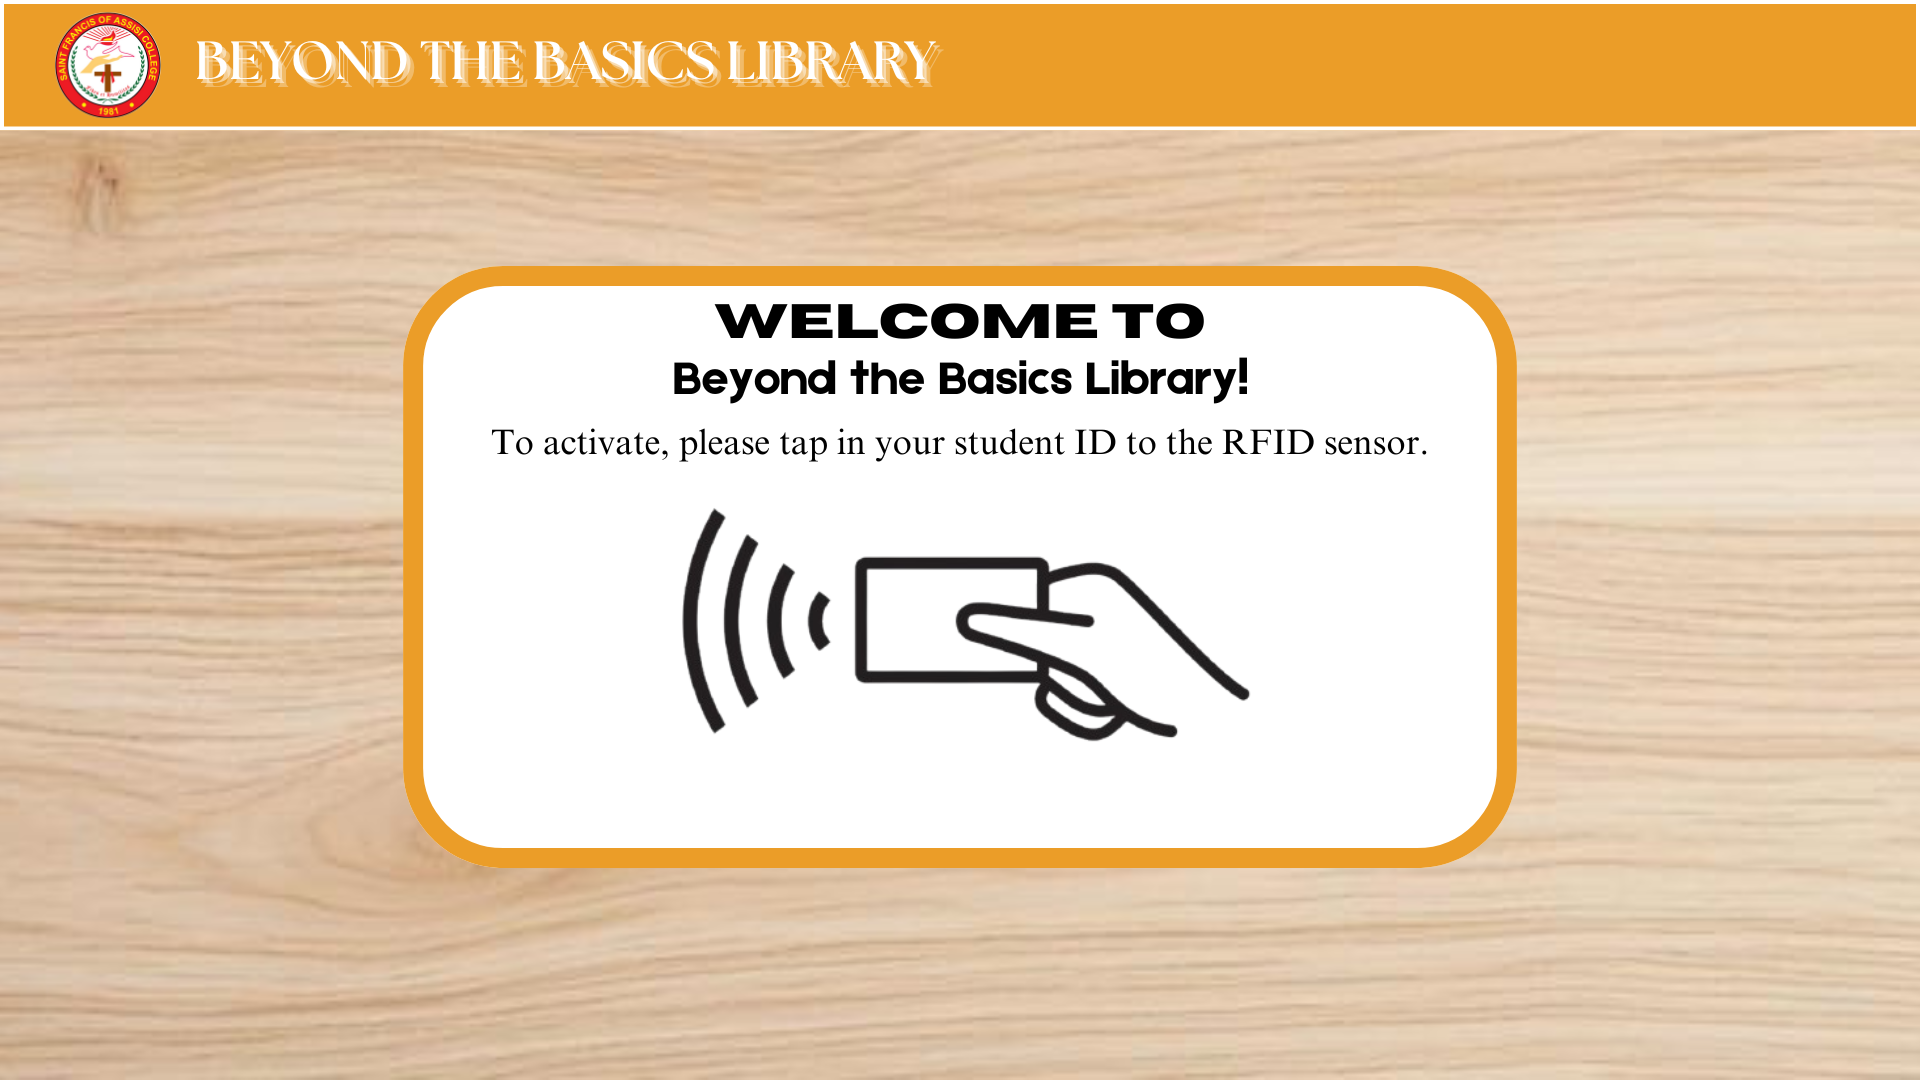 SAINT FRANCIS OF ASSISI COLLEGE
1981
BEYOND THE BASICS LIBRARY
WELCOME TO
Beyond the Basics Library!
To activate, please tap in your student ID to the RFID sensor.